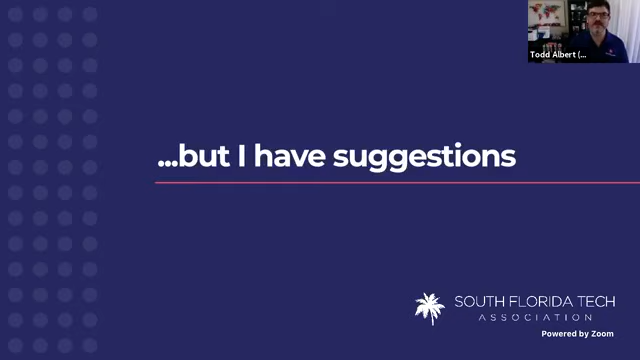 Todd Albert (...
...but I have suggestions
SOUTH FLORIDA TECH
ASSOCIATION
Powered by Zoom